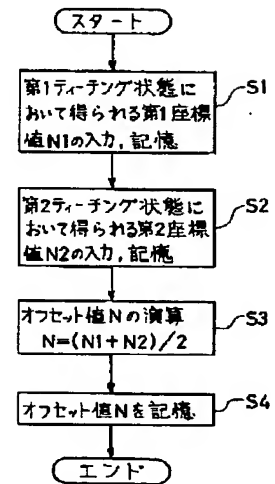 スタート
第1ティーチング状態に
おいて得られる第1座標
値N1の入力,記憶
S1
第2ティーチング状態に
おいて得られる第2座標
値N2の入力,記憶
S2
オフセット値Nの演算
N=(N1+N2)/2
S3
オフセット値Nを記憶
S4
エンド